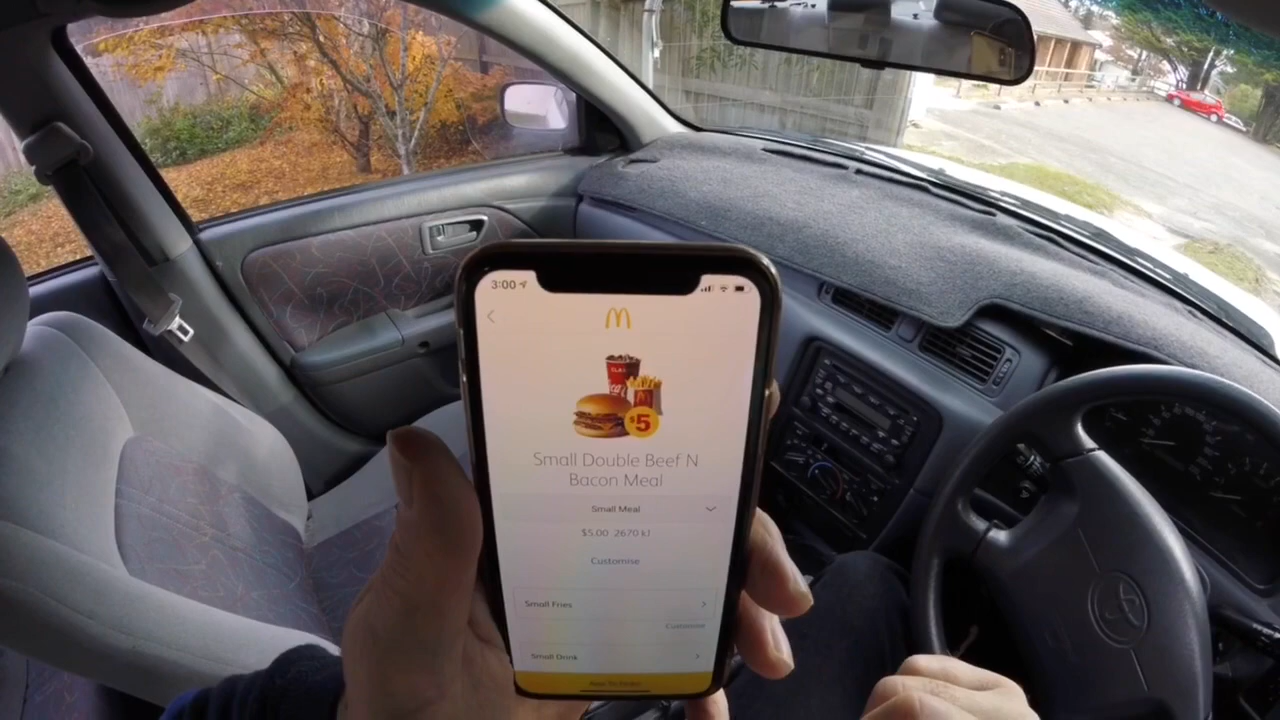 3:00
$5
Small Double Beef N
Bacon Meal
Small Meal
$5.00 2670 kJ
Customise
Small Fries
Customise
Small Drink